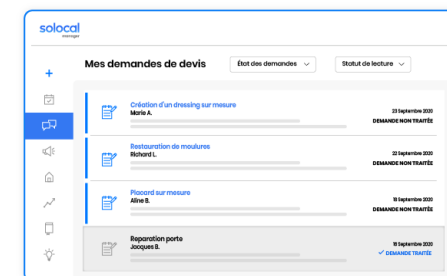 solocal
manager
Mes demandes de devis
État des demandes
Statut de lecture
Création d'un dressing sur mesure
Marie A.
23 Septembre 2020
DEMANDE NON TRAITÉE
Restauration de moulures
Richard L.
22 Septembre 2020
DEMANDE NON TRAITÉE
Placard sur mesure
Aline B.
18 Septembre 2020
DEMANDE NON TRAITÉE
Reparation porte
Jacques B.
18 Septembre 2020
DEMANDE TRAITÉE